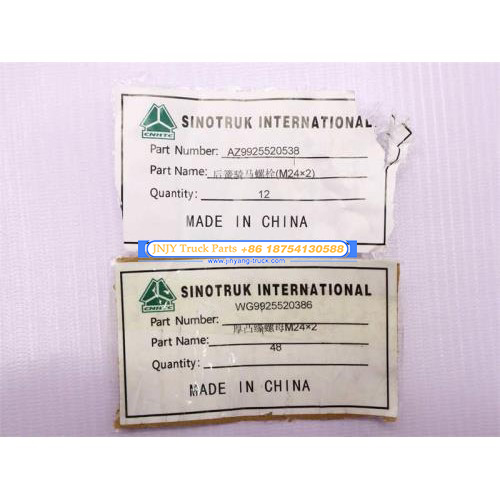 CNHTC
SINOTRUK INTERNATIONAL
Part Number: AZ9925520538
Part Name: 后簧骑马螺栓(M24×2)
Quantity: 12
MADE IN CHINA
JNJY Truck Parts +86 18754130588
www.jinyang-truck.com
CNHTC
SINOTRUK INTERNATIONAL
WG9925520386
Part Number:
厚凸缘螺母M24×2
Part Name:
48
Quantity:
MADE IN CHINA